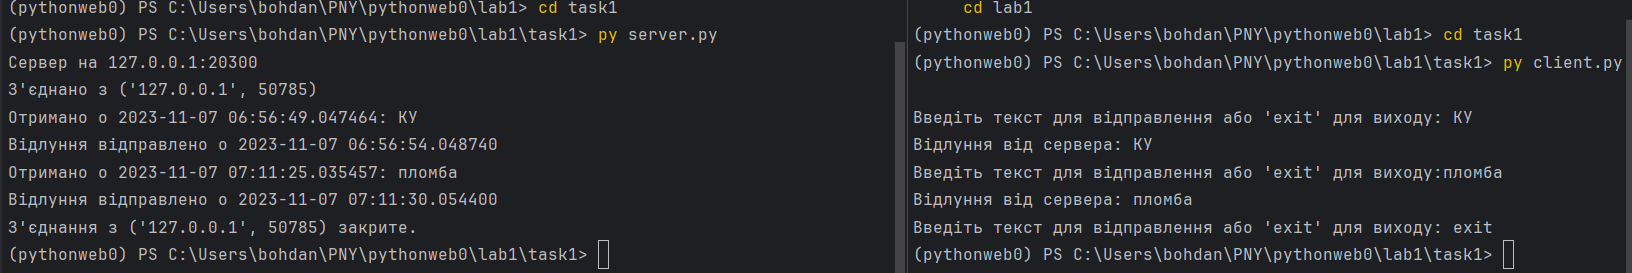 (pythonweb0) PS C:\Users\bohdan\PNY\pythonweb0\lab1> cd task1
(pythonweb0) PS C:\Users\bohdan\PNY\pythonweb0\lab1\task1> py server.py
Сервер на 127.0.0.1:20300
З'єднано з ('127.0.0.1', 50785)
Отримано о 2023-11-07 06:56:49.047464: КУ
Відлуння відправлено о 2023-11-07 06:56:54.048740
Отримано о 2023-11-07 07:11:25.035457: пломба
Відлуння відправлено о 2023-11-07 07:11:30.054400
З'єднання з ('127.0.0.1', 50785) закрите.
(pythonweb0) PS C:\Users\bohdan\PNY\pythonweb0\lab1\task1>
cd lab1
(pythonweb0) PS C:\Users\bohdan\PNY\pythonweb0\lab1> cd task1
(pythonweb0) PS C:\Users\bohdan\PNY\pythonweb0\lab1\task1> py client.py
Введіть текст для відправлення або 'exit' для виходу: КУ
Відлуння від сервера: КУ
Введіть текст для відправлення або 'exit' для виходу:пломба
Відлуння від сервера: пломба
Введіть текст для відправлення або 'exit' для виходу: exit
(pythonweb0) PS C:\Users\bohdan\PNY\pythonweb0\lab1\task1>